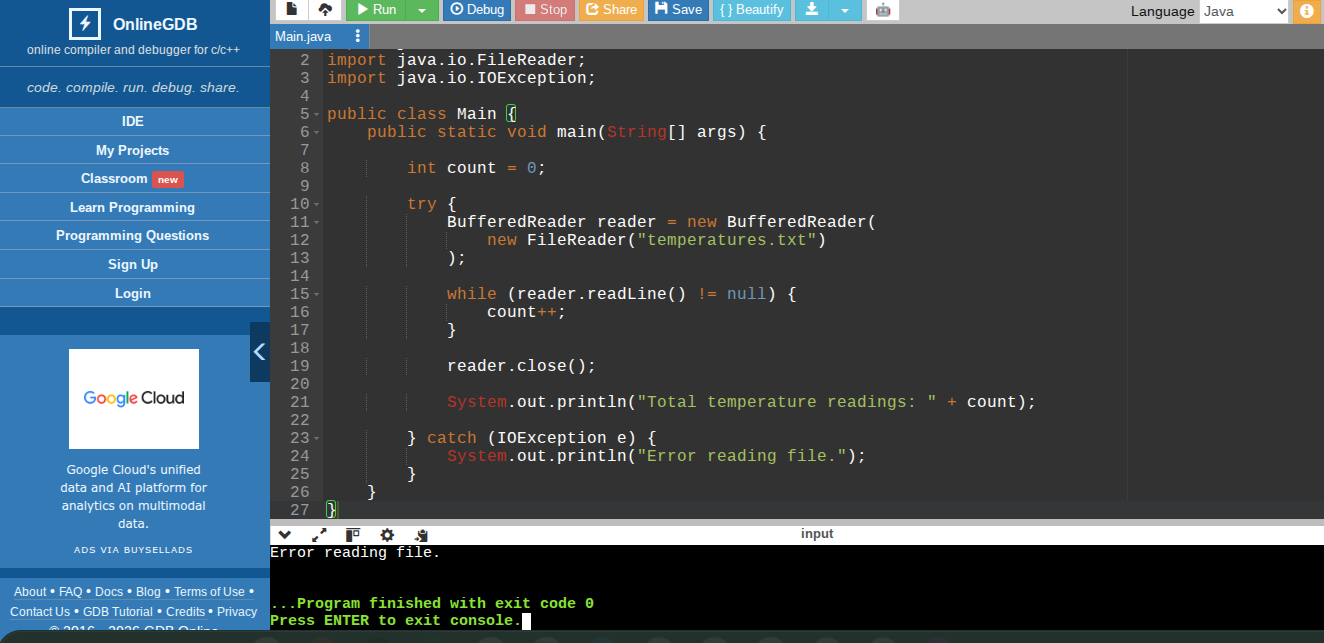 OnlineGDB
online compiler and debugger for c/c++
code. compile. run. debug. share.
IDE
My Projects
Classroom new
Learn Programming
Programming Questions
Sign Up
Login
Google Cloud
Google Cloud's unified
data and AI platform for
analytics on multimodal
data.
ADS VIA BUYSELLADS
About • FAQ • Docs • Blog • Terms of Use •
Contact Us • GDB Tutorial • Credits • Privacy
Run Debug Stop Share Save { } Beautify Language Java
Main.java
2 import java.io.FileReader;
3 import java.io.IOException;
4
5 public class Main {
6 public static void main(String[] args) {
7
8 int count = 0;
9
10 try {
11 BufferedReader reader = new BufferedReader(
12 new FileReader("temperatures.txt")
13 );
14
15 while (reader.readLine() != null) {
16 count++;
17 }
18
19 reader.close();
20
21 System.out.println("Total temperature readings: " + count);
22
23 } catch (IOException e) {
24 System.out.println("Error reading file.");
25 }
26 }
27 }
input
Error reading file.
...Program finished with exit code 0
Press ENTER to exit console.